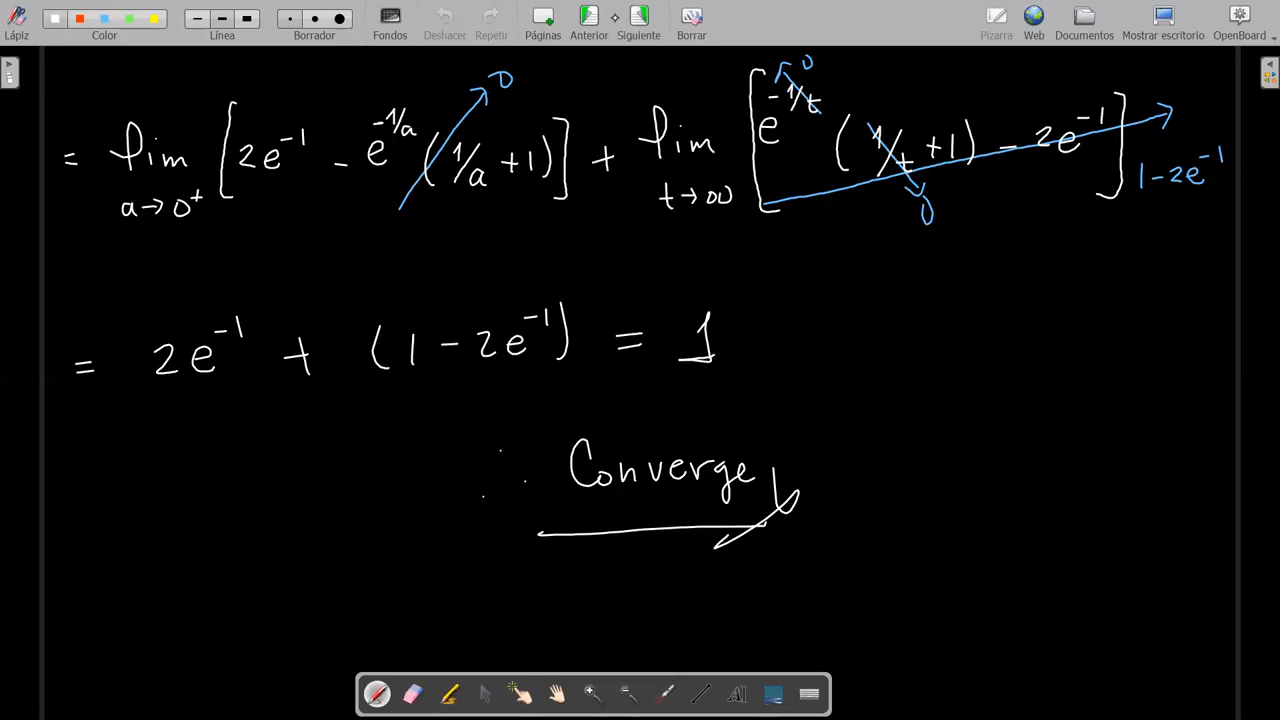 Lápiz Color Línea Borrador Fondos Deshacer Repetir Páginas Anterior Siguiente Borrar Pizarra Web Documentos Mostrar escritorio OpenBoard
= lim a→0⁺ [2e⁻¹ - e^(-1/a) (1/a + 1)] + lim t→∞ [e^(-1/t) (1/t + 1) - 2e⁻¹]
0
0
0
1 - 2e⁻¹
= 2e⁻¹ + (1 - 2e⁻¹) = 1
∴ Converge